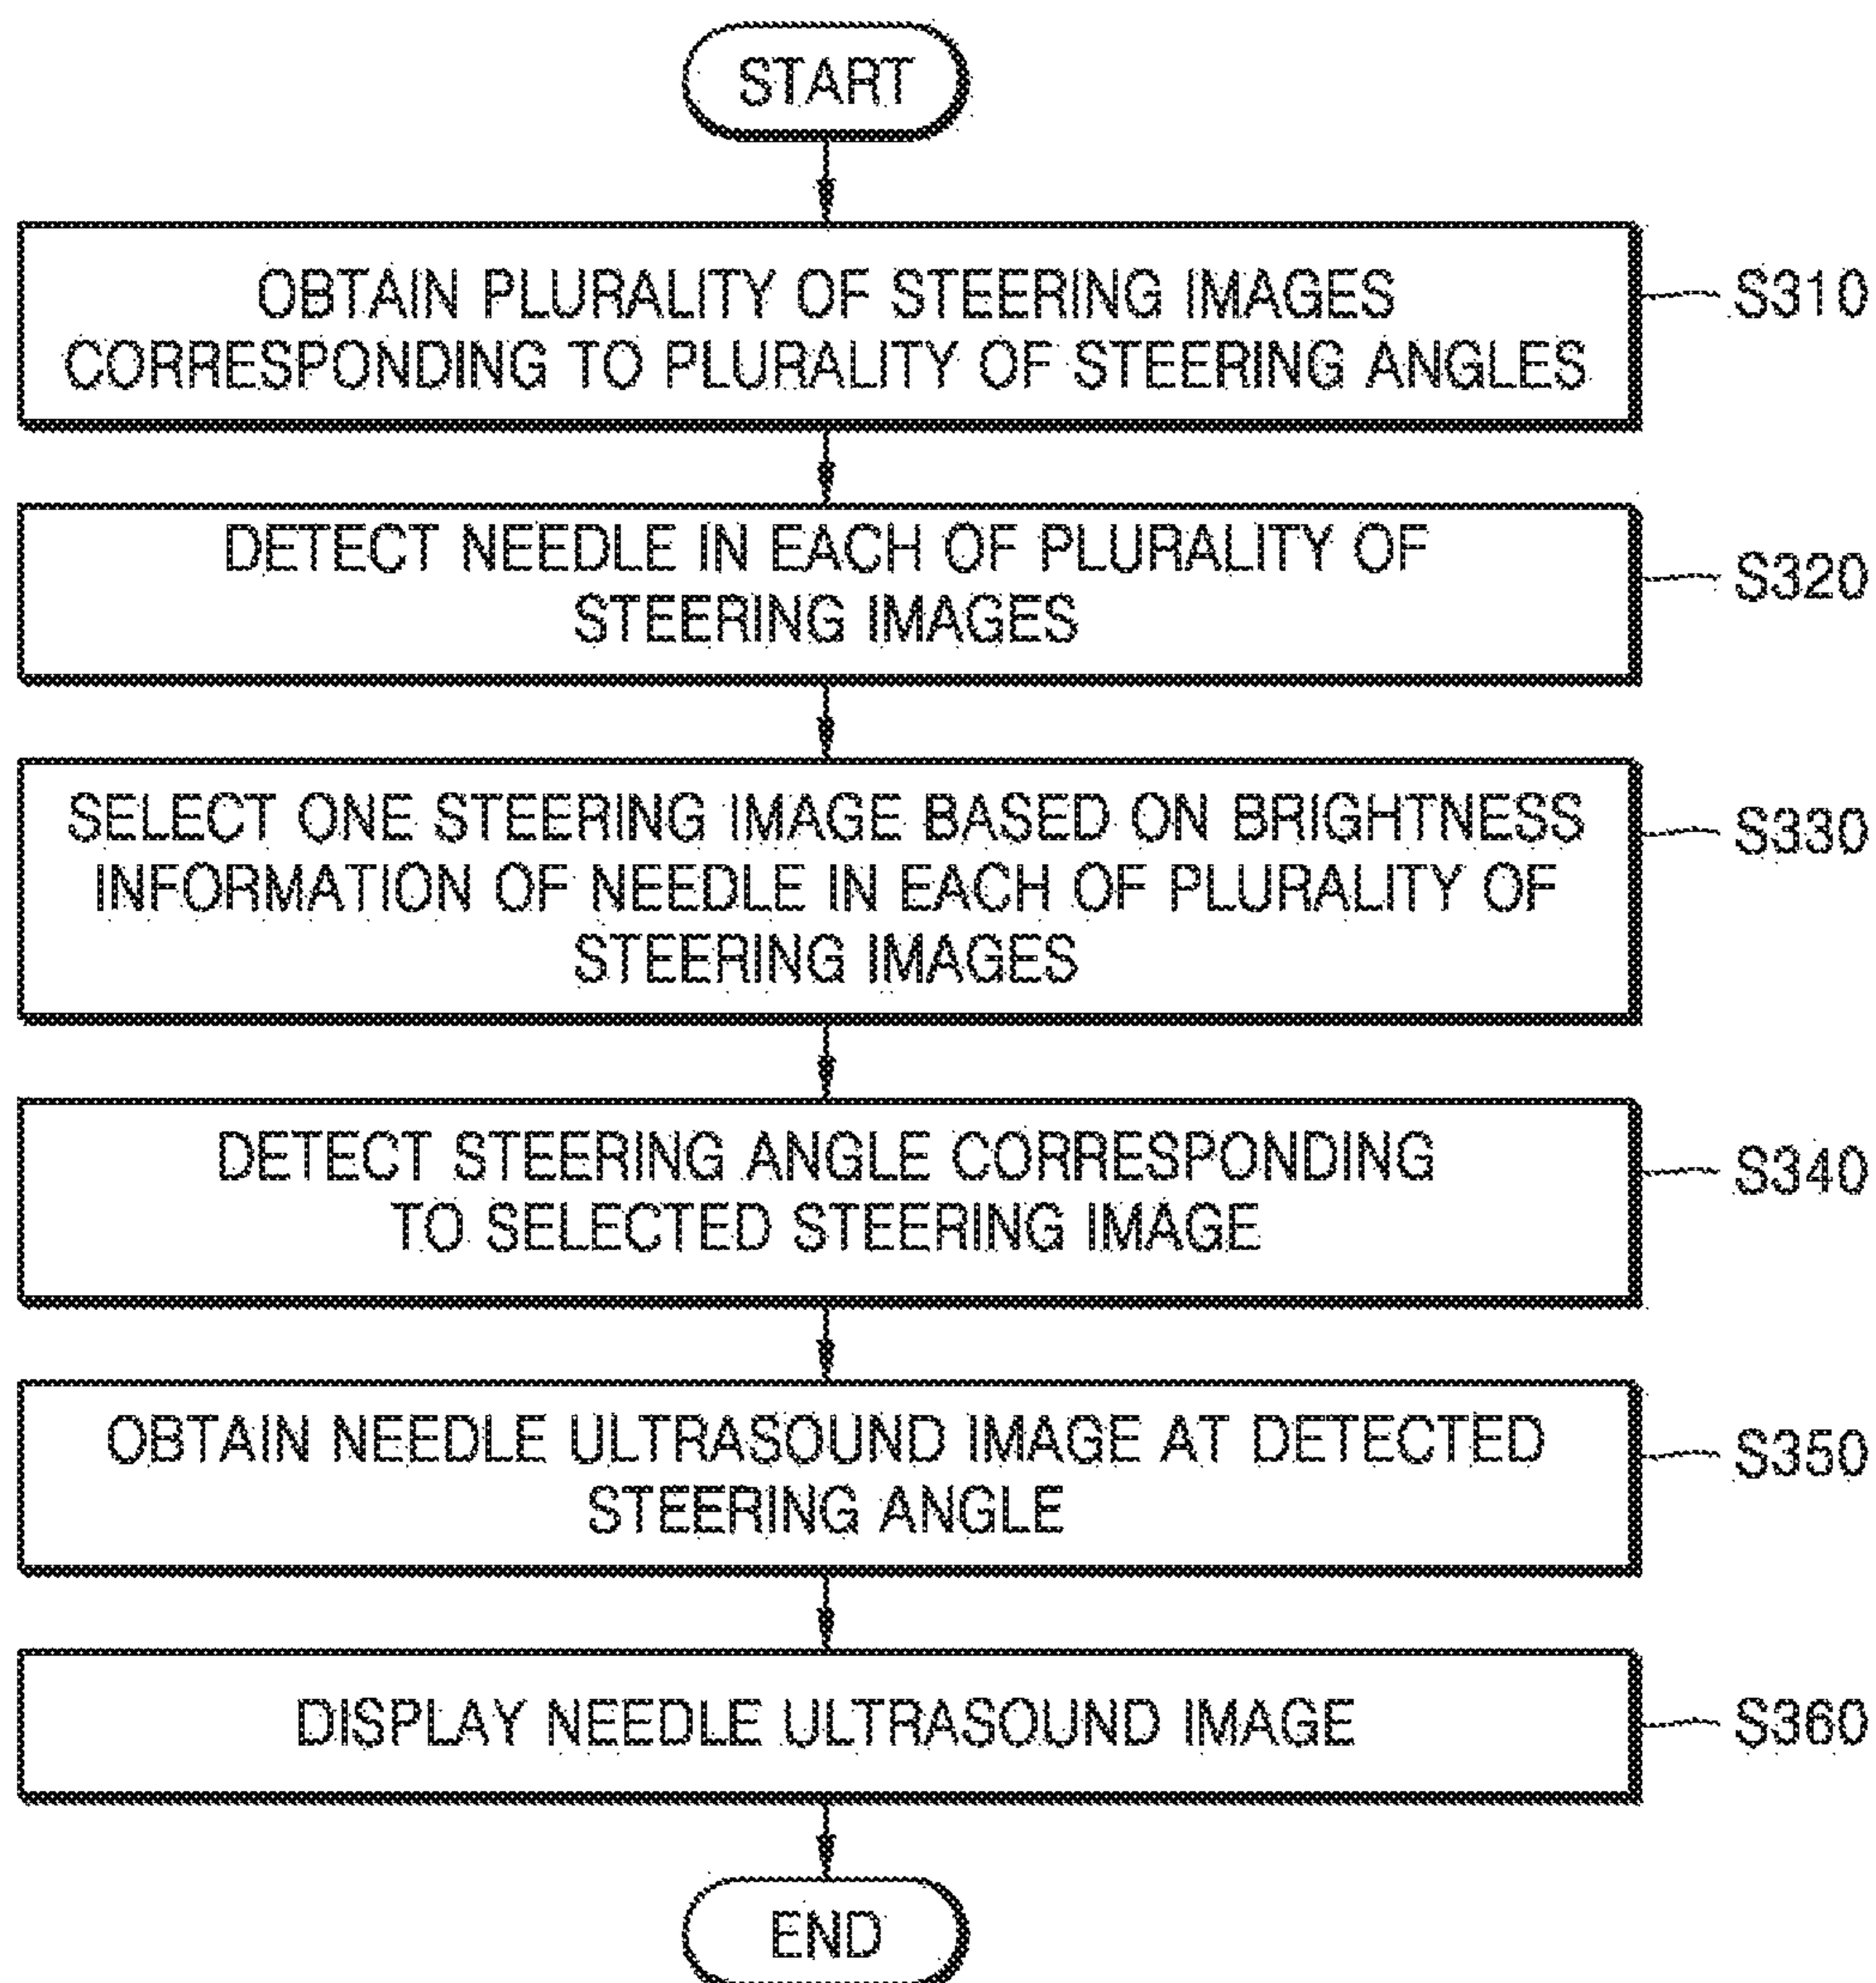 START
OBTAIN PLURALITY OF STEERING IMAGES
CORRESPONDING TO PLURALITY OF STEERING ANGLES
S310
DETECT NEEDLE IN EACH OF PLURALITY OF
STEERING IMAGES
S320
SELECT ONE STEERING IMAGE BASED ON BRIGHTNESS
INFORMATION OF NEEDLE IN EACH OF PLURALITY OF
STEERING IMAGES
S330
DETECT STEERING ANGLE CORRESPONDING
TO SELECTED STEERING IMAGE
S340
OBTAIN NEEDLE ULTRASOUND IMAGE AT DETECTED
STEERING ANGLE
S350
DISPLAY NEEDLE ULTRASOUND IMAGE
S360
END